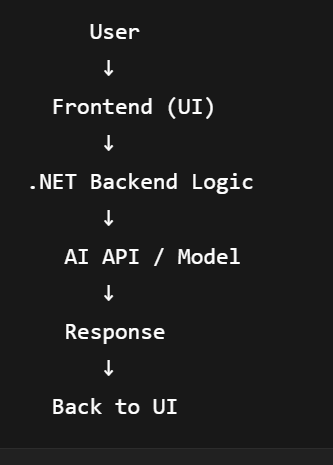 User
↓
Frontend (UI)
↓
.NET Backend Logic
↓
AI API / Model
↓
Response
↓
Back to UI